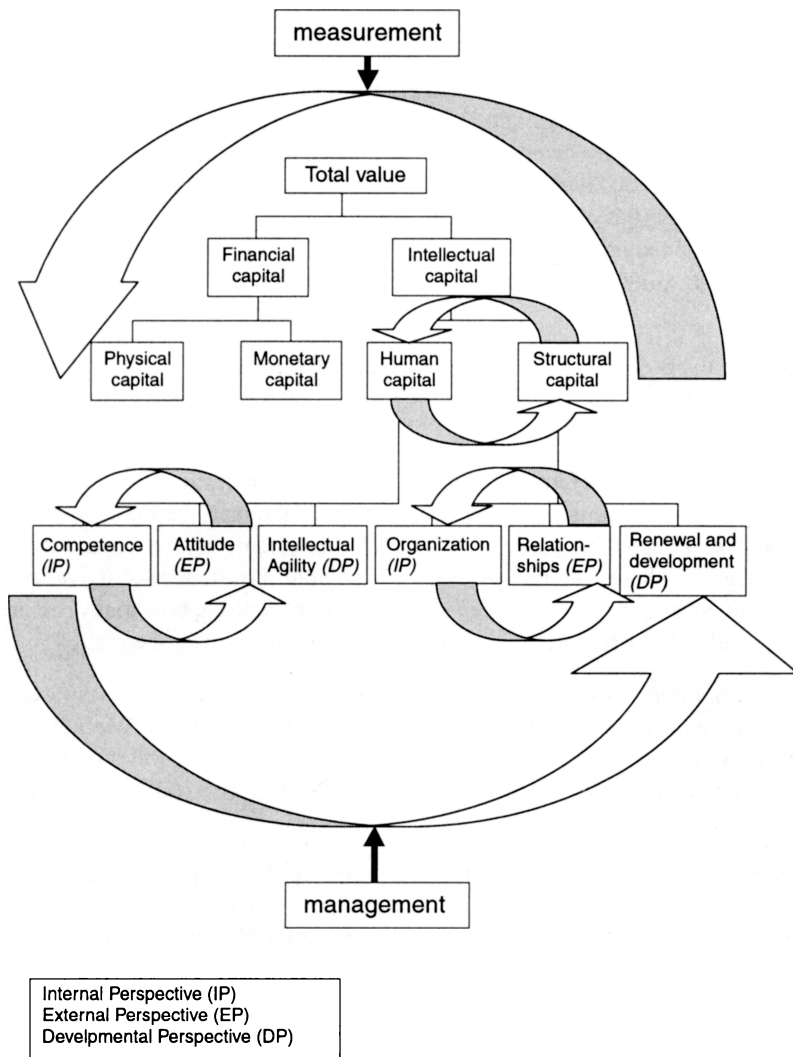 measurement
Total value
Financial
capital
Intellectual
capital
Physical
capital
Monetary
capital
Human
capital
Structural
capital
Competence
(IP)
Attitude
(EP)
Intellectual
Agility (DP)
Organization
(IP)
Relation-
ships (EP)
Renewal and
development
(DP)
management
Internal Perspective (IP)
External Perspective (EP)
Develpmental Perspective (DP)